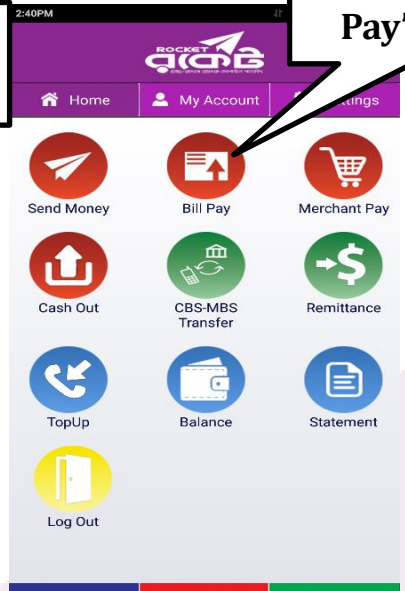 2:40PM
Pay"
ROCKET
রকেট
Home
My Account
ttings
Send Money
Bill Pay
Merchant Pay
Cash Out
CBS-MBS
Transfer
Remittance
TopUp
Balance
Statement
Log Out